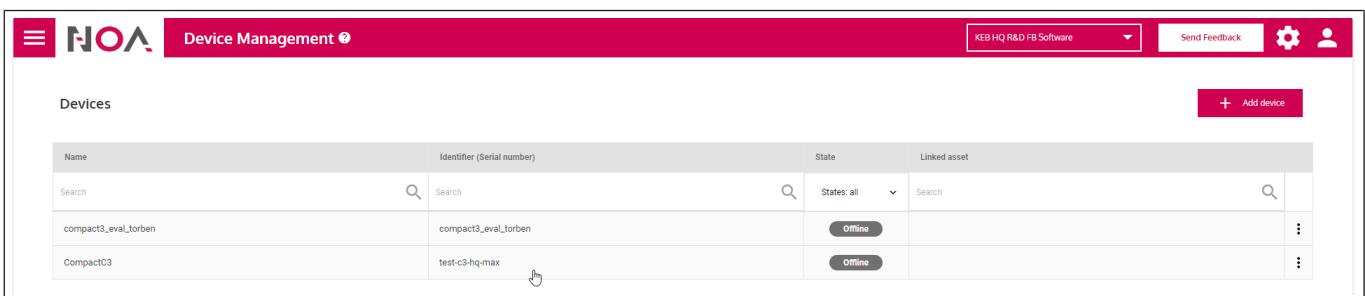 NOA Device Management ? KEB HQ R&D FB Software Send Feedback
Devices + Add device
Name Identifier (Serial number) State Linked asset
Search Search States: all Search
compact3_eval_torben compact3_eval_torben Offline
CompactC3 test-c3-hq-max Offline